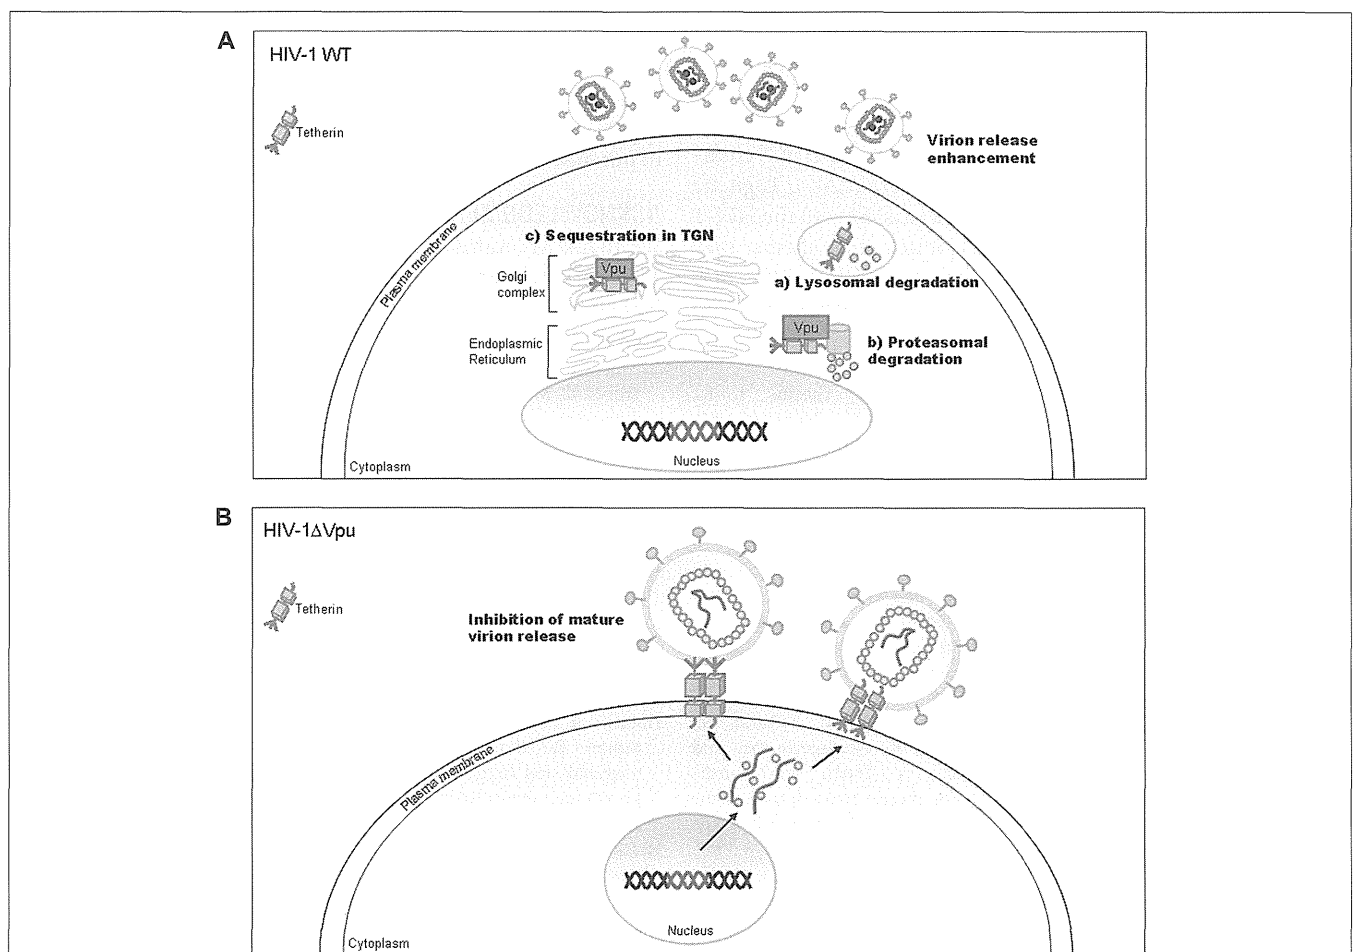 A
HIV-1 WT
Tetherin
Virion release
enhancement
Plasma membrane
c) Sequestration in TGN
Vpu
Golgi
complex
a) Lysosomal degradation
Vpu
Endoplasmic
Reticulum
b) Proteasomal
degradation
Nucleus
Cytoplasm
B
HIV-1ΔVpu
Tetherin
Inhibition of mature
virion release
Plasma membrane
Nucleus
Cytoplasm